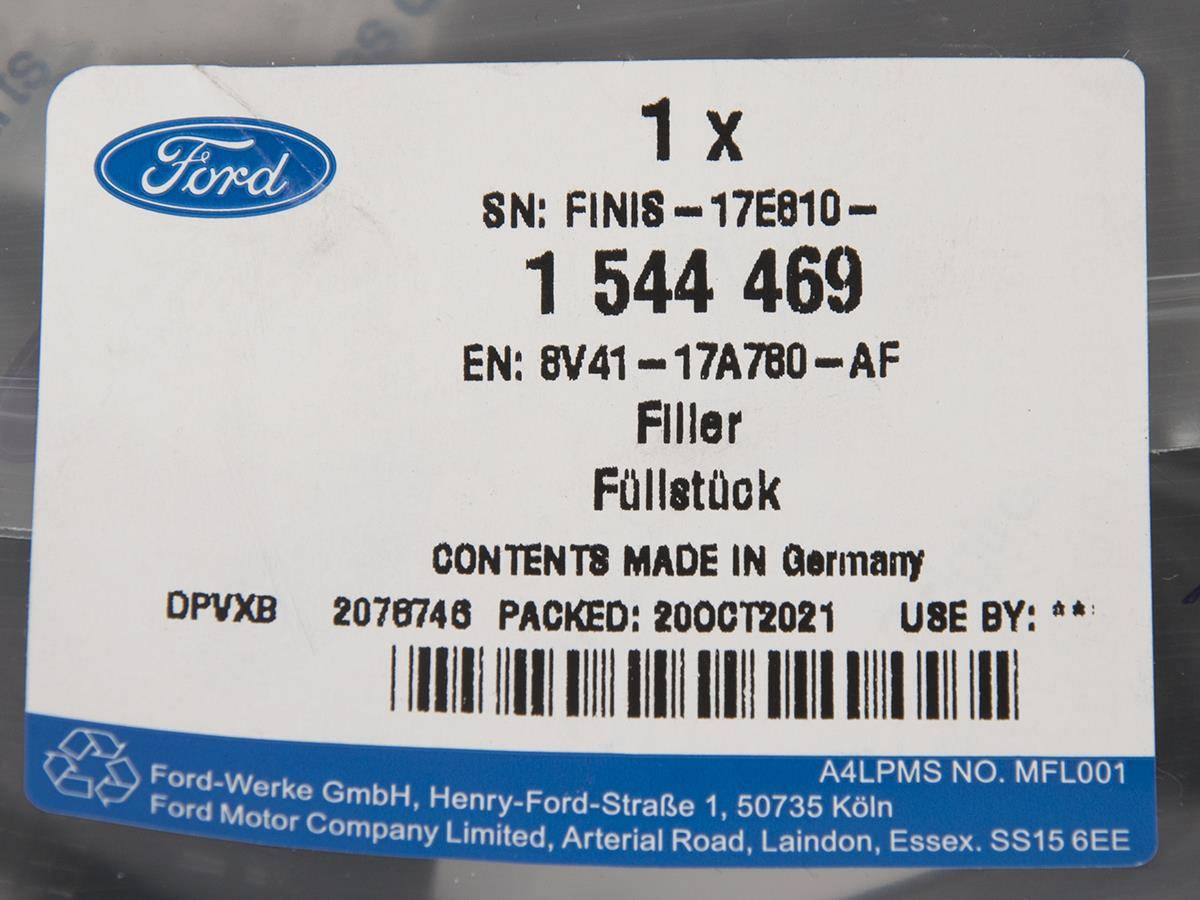 Ford
1 x
SN: FINIS-17E810-
1 544 469
EN: 8V41-17A780-AF
Filler
Füllstück
CONTENTS MADE IN Germany
DPVXB 2078746 PACKED: 20OCT2021 USE BY: **
A4LPMS NO. MFL001
Ford-Werke GmbH, Henry-Ford-Straße 1, 50735 Köln
Ford Motor Company Limited, Arterial Road, Laindon, Essex. SS15 6EE